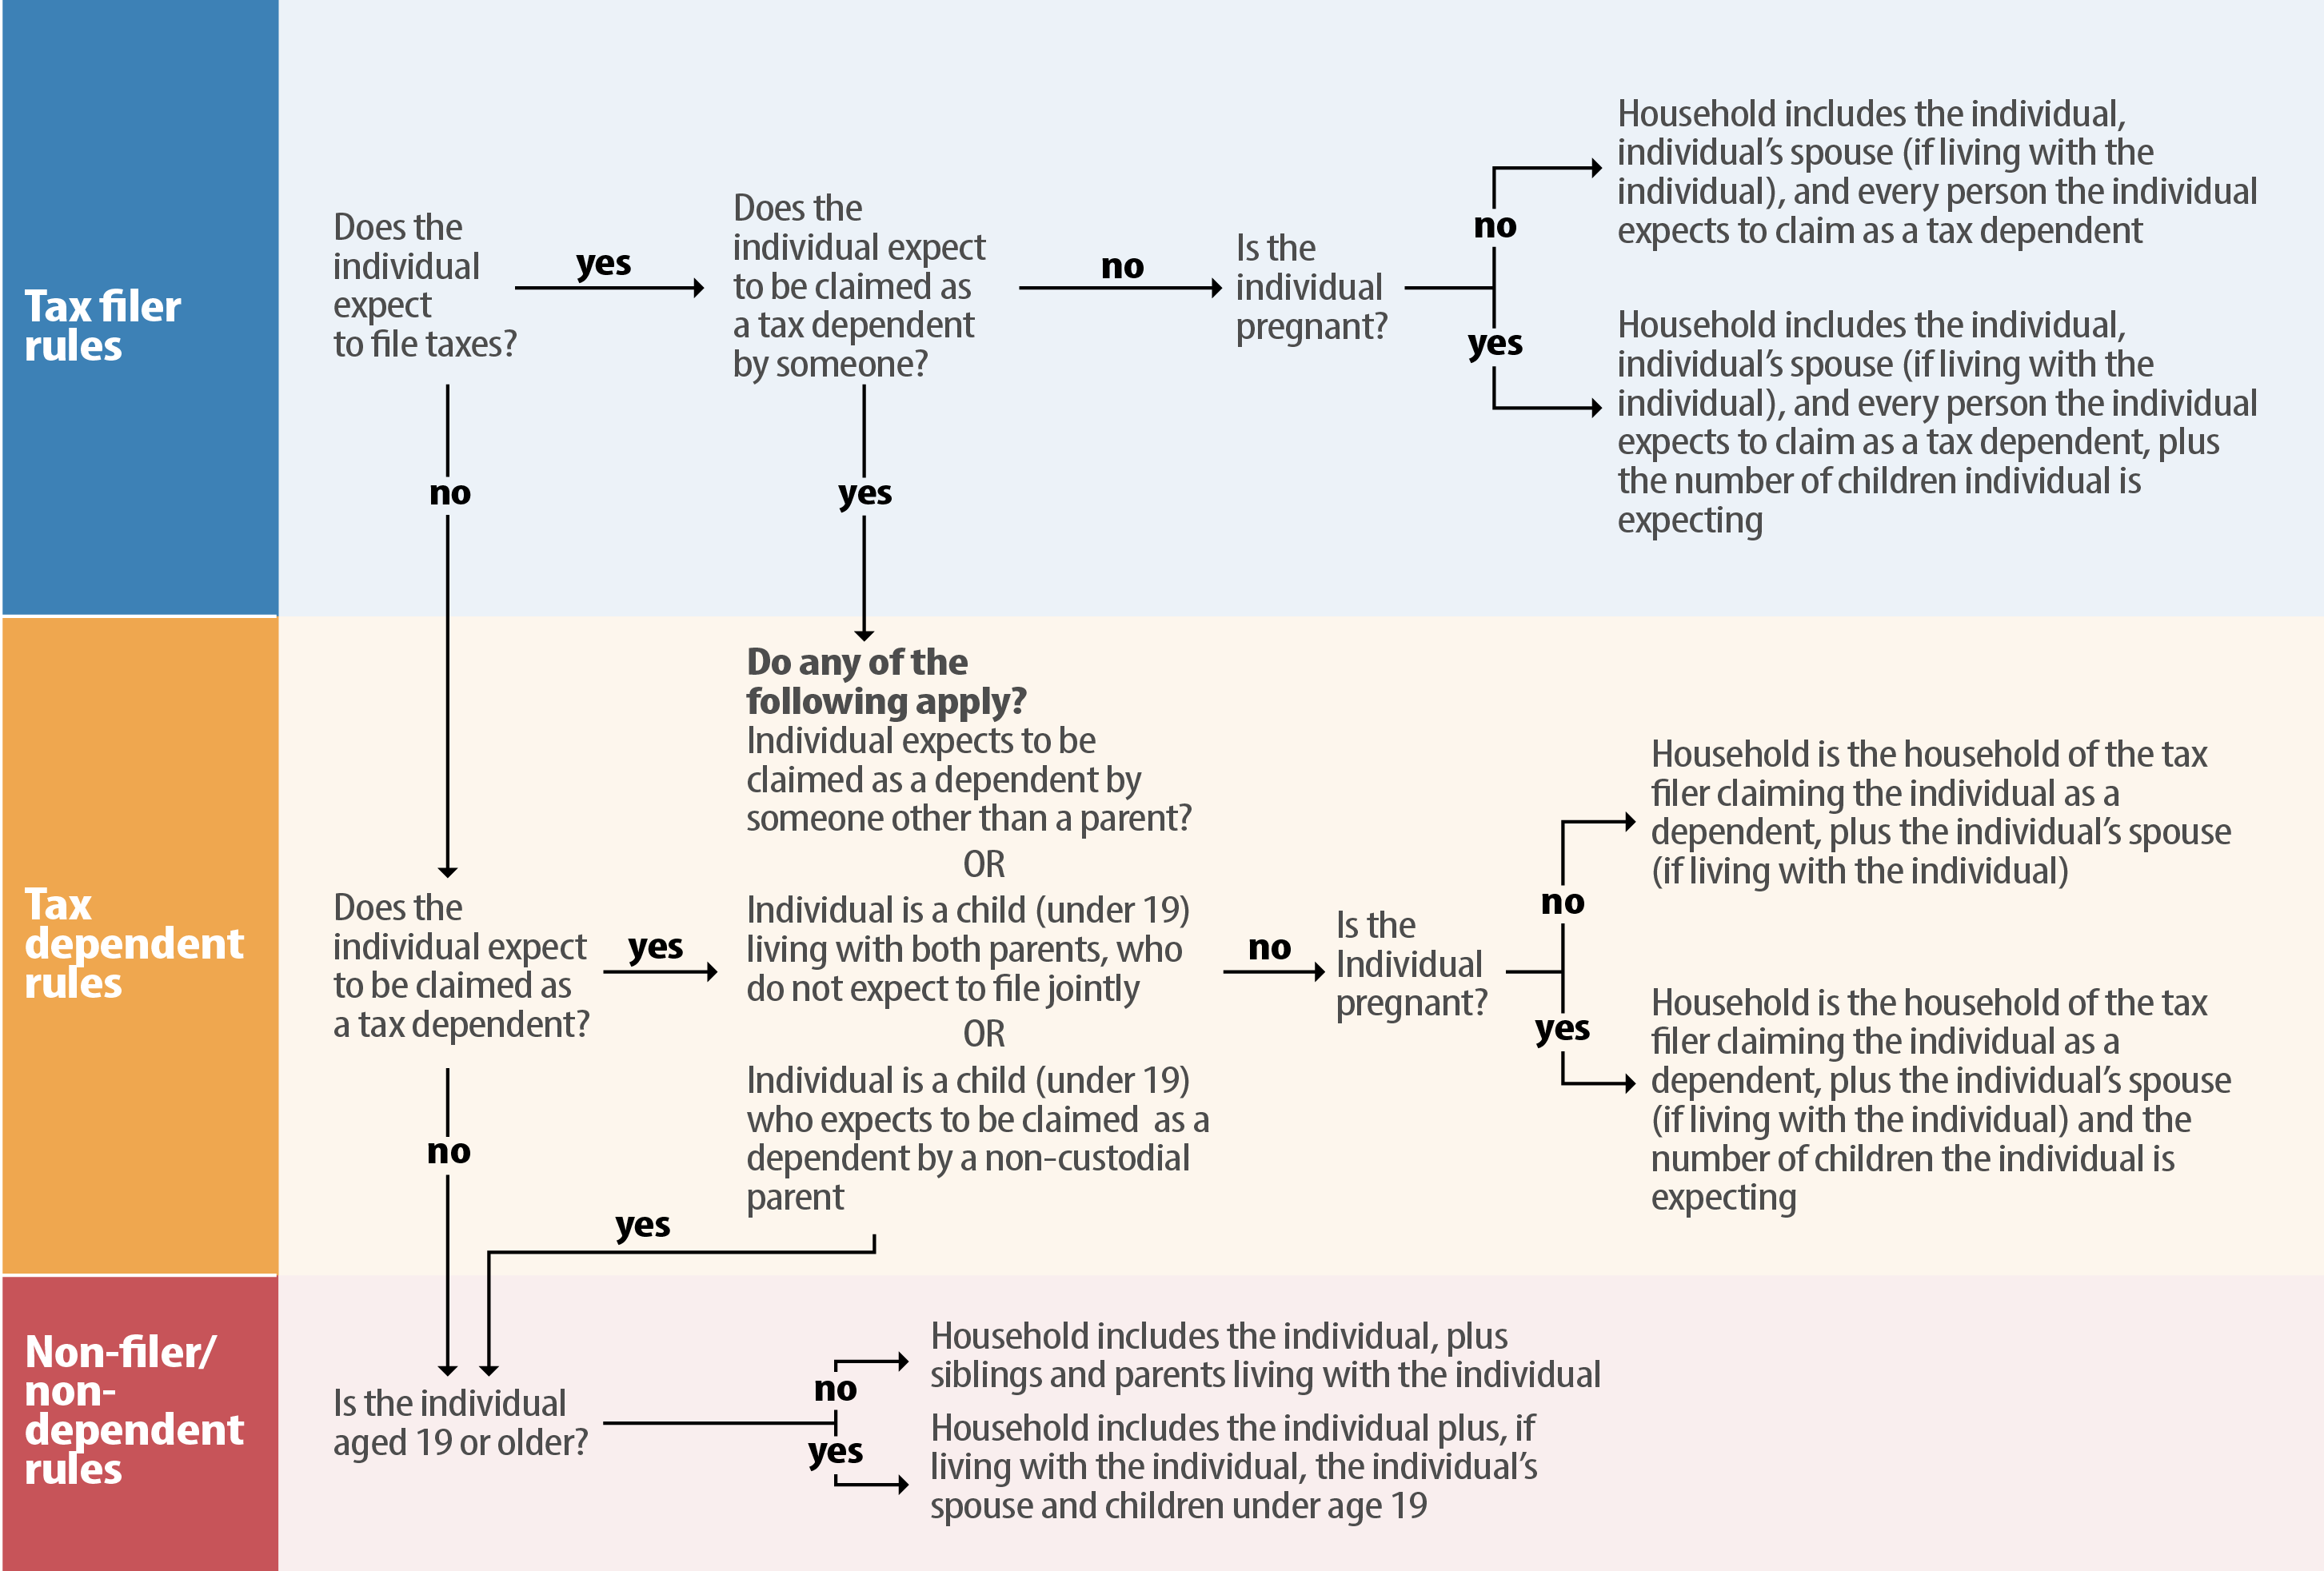 Tax filer
rules
Does the
individual
expect
to file taxes?
yes
no
Does the
individual expect
to be claimed as
a tax dependent
by someone?
no
yes
Is the
individual
pregnant?
no
yes
Household includes the individual,
individual’s spouse (if living with the
individual), and every person the individual
expects to claim as a tax dependent
Household includes the individual,
individual’s spouse (if living with the
individual), and every person the individual
expects to claim as a tax dependent, plus
the number of children individual is
expecting
Tax
dependent
rules
Does the
individual expect
to be claimed as
a tax dependent?
yes
no
Do any of the
following apply?
Individual expects to be
claimed as a dependent by
someone other than a parent?
OR
Individual is a child (under 19)
living with both parents, who
do not expect to file jointly
OR
Individual is a child (under 19)
who expects to be claimed as a
dependent by a non-custodial
parent
no
yes
Is the
Individual
pregnant?
no
yes
Household is the household of the tax
filer claiming the individual as a
dependent, plus the individual’s spouse
(if living with the individual)
Household is the household of the tax
filer claiming the individual as a
dependent, plus the individual’s spouse
(if living with the individual) and the
number of children the individual is
expecting
Non-filer/
non-
dependent
rules
Is the individual
aged 19 or older?
no
yes
Household includes the individual, plus
siblings and parents living with the individual
Household includes the individual plus, if
living with the individual, the individual’s
spouse and children under age 19